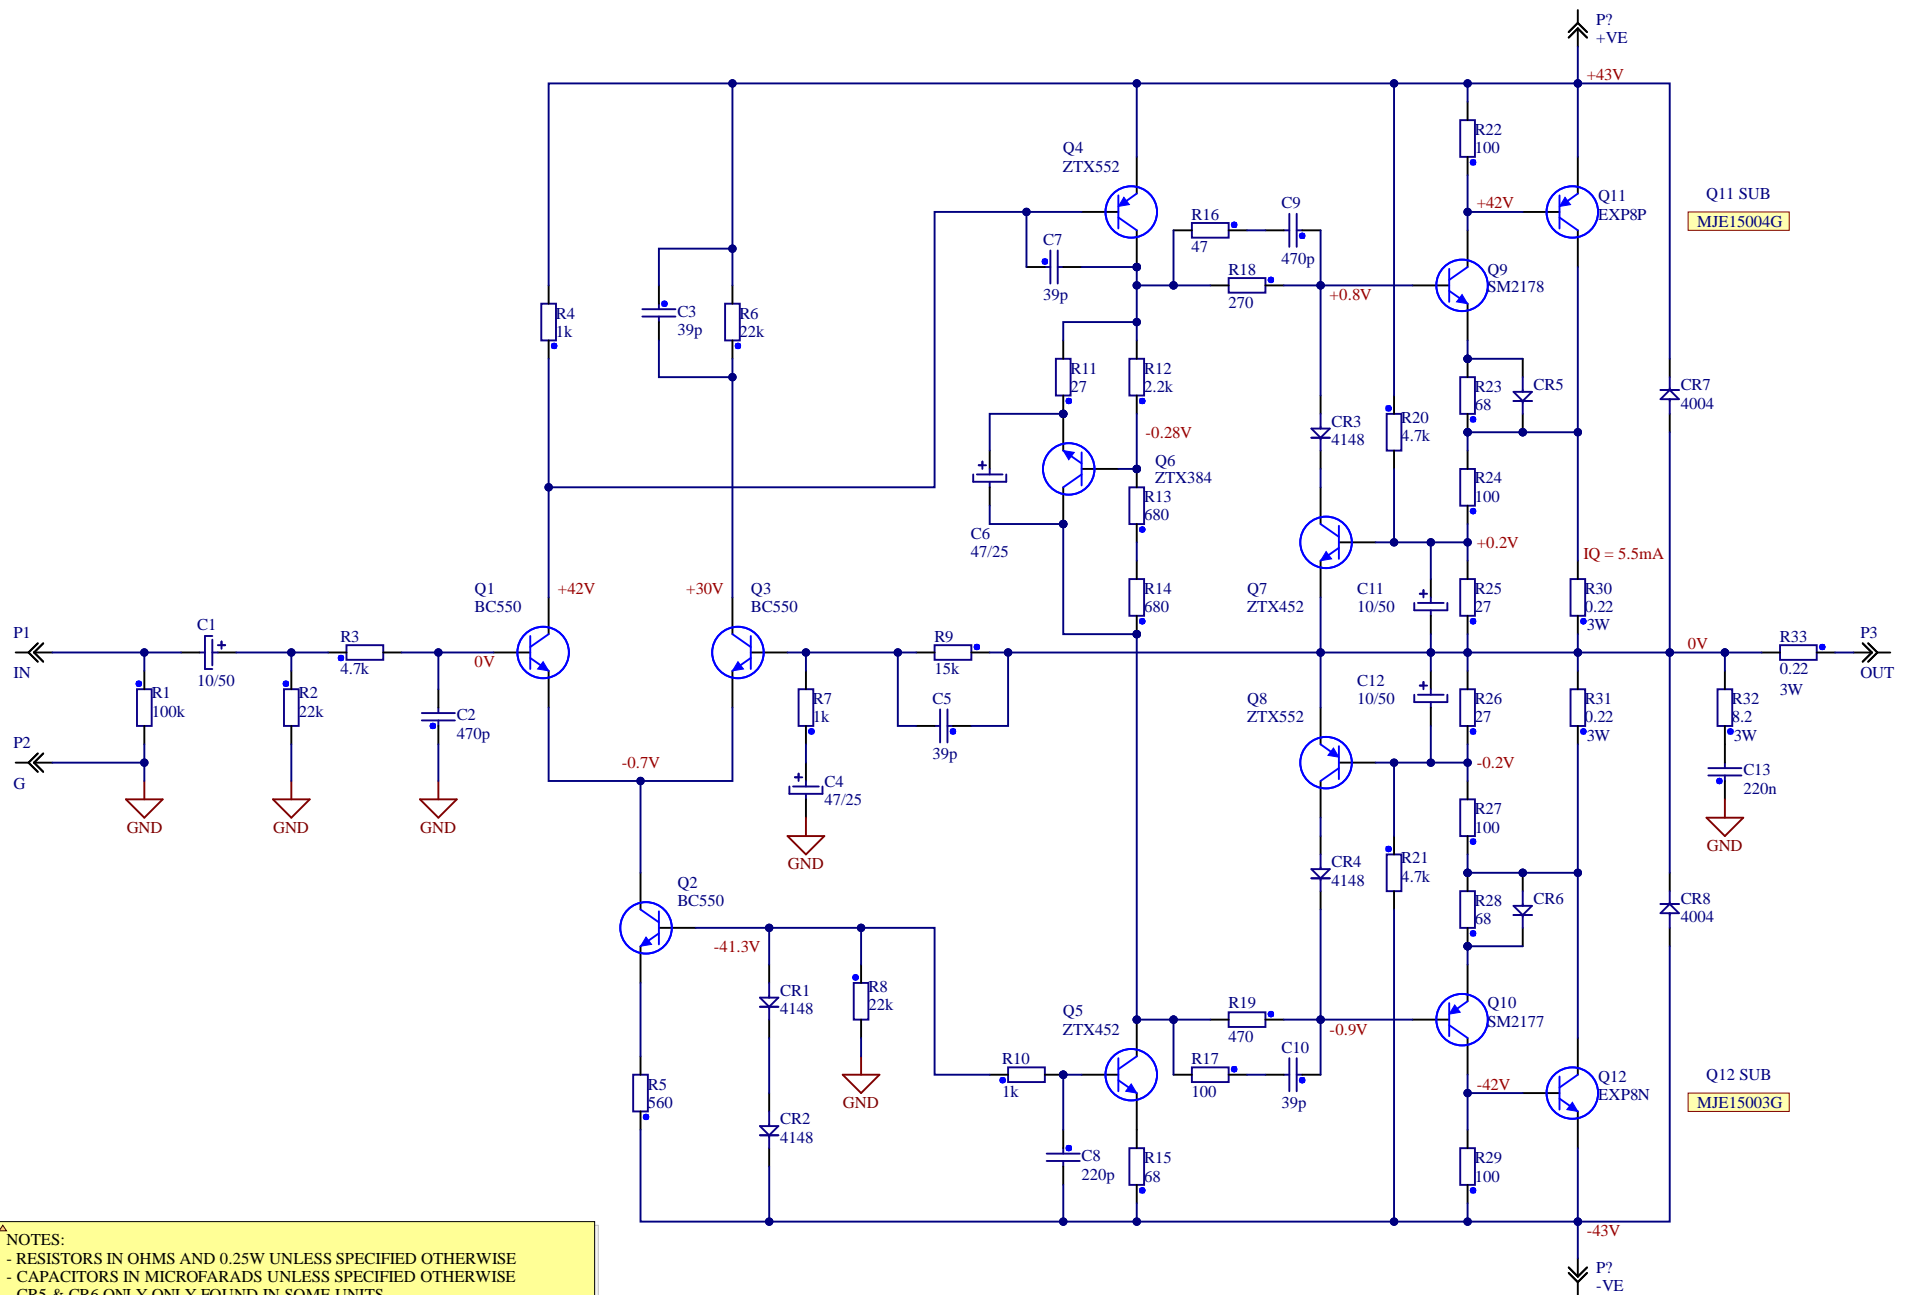 P?
+VE
+43V
R22
100
Q4
ZTX552
+42V
Q11
EXP8P
Q11 SUB
MJE15004G
R16
47
C9
470p
C7
39p
R18
270
+0.8V
Q9
SM2178
R4
1k
C3
39p
R6
22k
R11
27
R12
2.2k
CR3
4148
R20
4.7k
R23
68
CR5
CR7
4004
-0.28V
Q6
ZTX384
R13
680
C6
47/25
R24
100
+0.2V
IQ = 5.5mA
Q1
BC550
+42V
+30V
Q3
BC550
R14
680
Q7
ZTX452
C11
10/50
R25
27
R30
0.22
3W
P1
IN
C1
10/50
R3
4.7k
0V
R9
15k
0V
R33
0.22
3W
P3
OUT
R1
100k
R2
22k
C2
470p
R7
1k
C5
39p
Q8
ZTX552
C12
10/50
R26
27
R31
0.22
3W
R32
8.2
3W
P2
G
-0.7V
C4
47/25
-0.2V
C13
220n
GND
GND
GND
GND
GND
R27
100
CR4
4148
R21
4.7k
Q2
BC550
R28
68
CR6
CR8
4004
-41.3V
CR1
4148
R8
22k
Q5
ZTX452
R19
470
-0.9V
Q10
SM2177
R10
1k
R17
100
C10
39p
-42V
Q12
EXP8N
Q12 SUB
MJE15003G
R5
560
GND
CR2
4148
C8
220p
R15
68
R29
100
-43V
P?
-VE
NOTES:
- RESISTORS IN OHMS AND 0.25W UNLESS SPECIFIED OTHERWISE
- CAPACITORS IN MICROFARADS UNLESS SPECIFIED OTHERWISE
CR5 & CR6 ONLY ONLY FOUND IN SOME UNITS